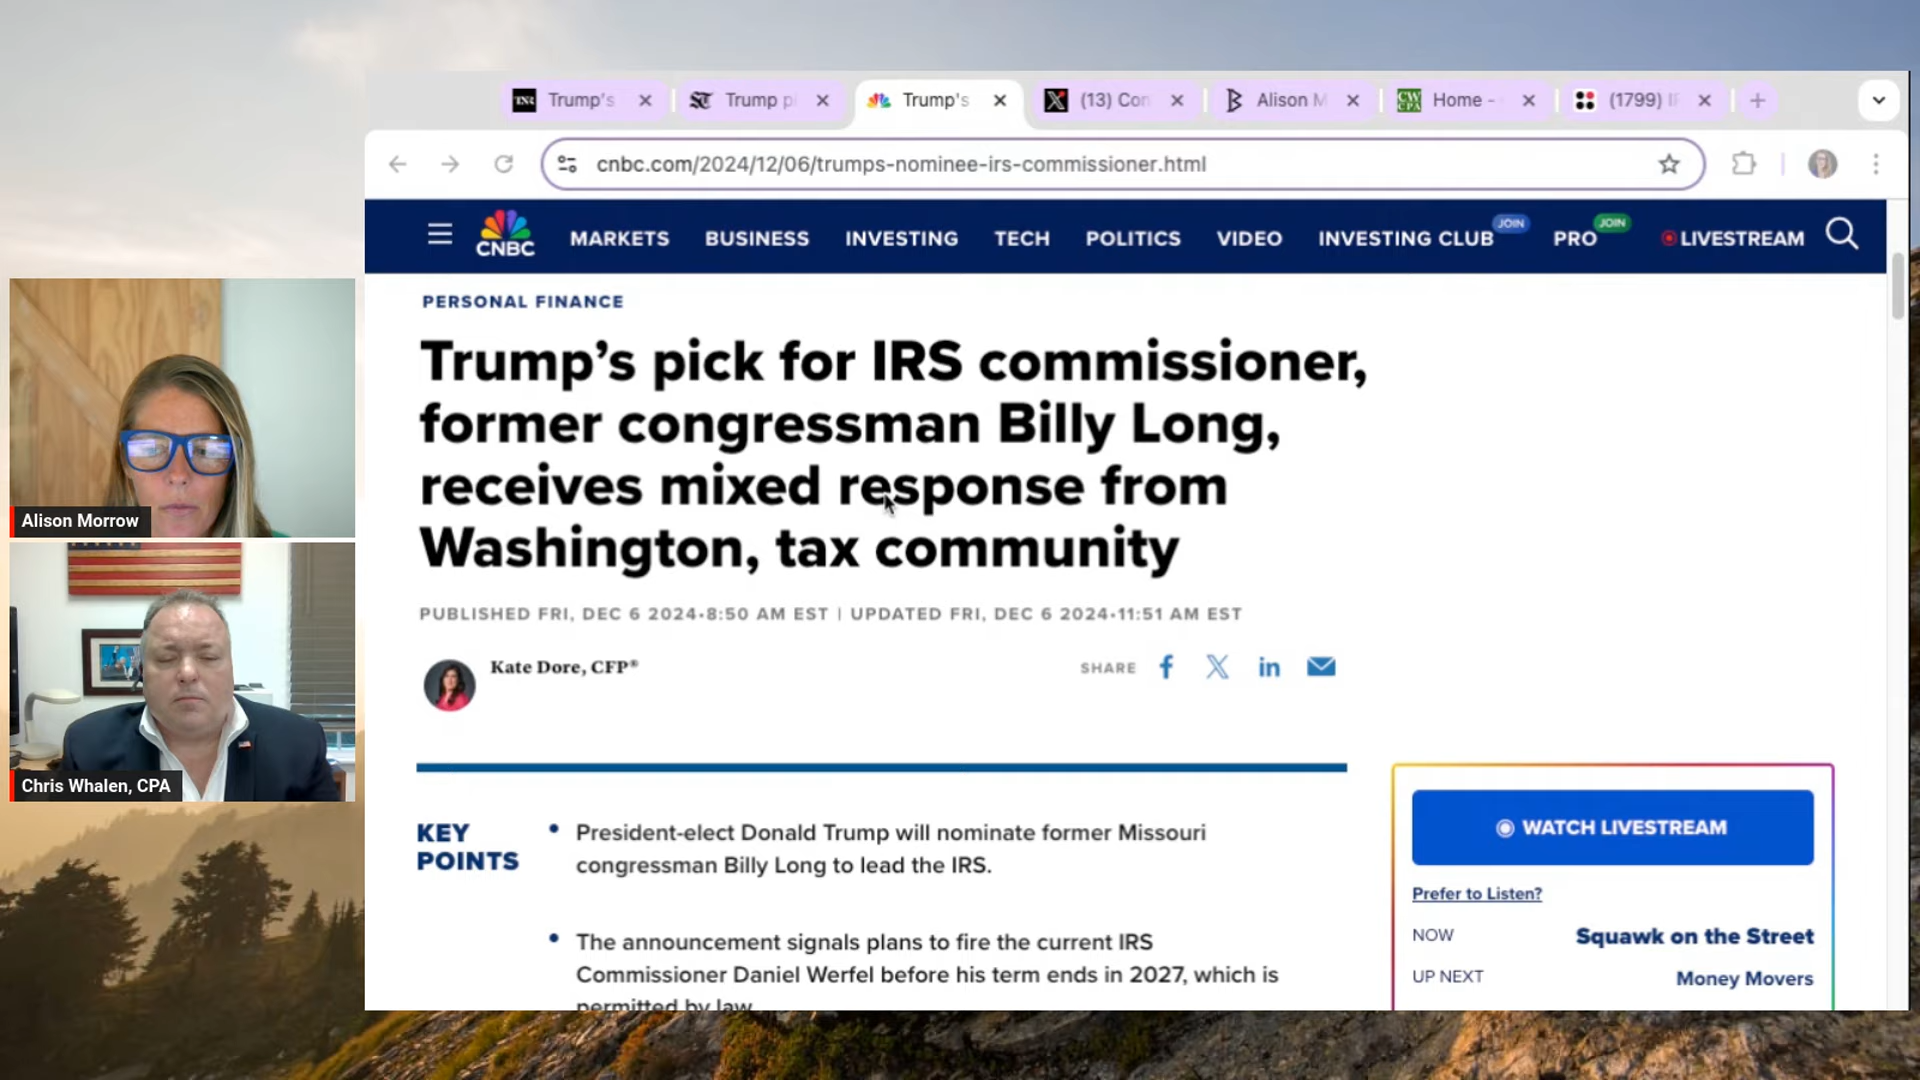 Trump's
Trump p
Trump's
(13) Con
Alison M
Home -
(1799)
cnbc.com/2024/12/06/trumps-nominee-irs-commissioner.html
CNBC
MARKETS
BUSINESS
INVESTING
TECH
POLITICS
VIDEO
INVESTING CLUB
JOIN
PRO
JOIN
LIVESTREAM
PERSONAL FINANCE
Trump’s pick for IRS commissioner,
former congressman Billy Long,
receives mixed response from
Washington, tax community
PUBLISHED FRI, DEC 6 2024•8:50 AM EST | UPDATED FRI, DEC 6 2024•11:51 AM EST
Kate Dore, CFP®
SHARE
KEY
POINTS
• President-elect Donald Trump will nominate former Missouri
congressman Billy Long to lead the IRS.
• The announcement signals plans to fire the current IRS
Commissioner Daniel Werfel before his term ends in 2027, which is
permitted by law.
WATCH LIVESTREAM
Prefer to Listen?
NOW
Squawk on the Street
UP NEXT
Money Movers
Alison Morrow
Chris Whalen, CPA
CW
CPA
TNR